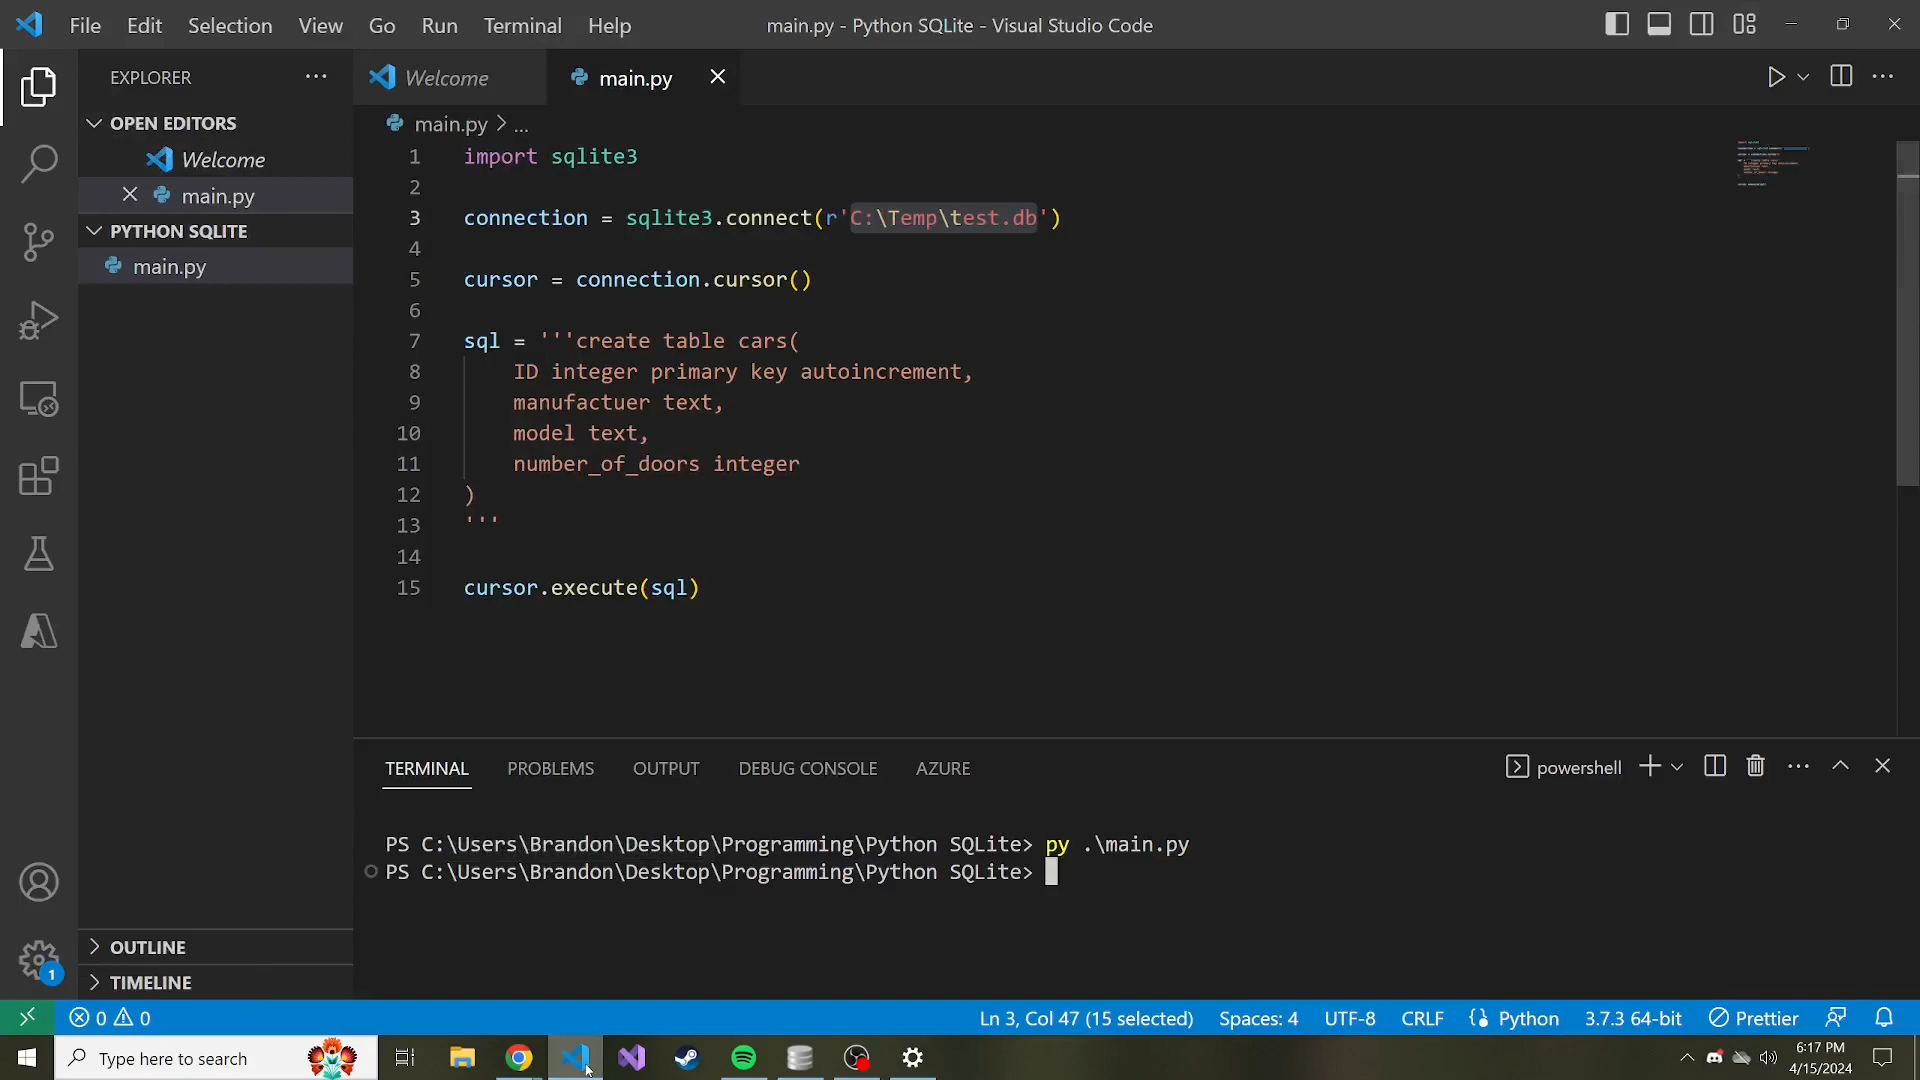 File Edit Selection View Go Run Terminal Help main.py - Python SQLite - Visual Studio Code
EXPLORER
OPEN EDITORS
Welcome
main.py
PYTHON SQLITE
main.py
OUTLINE
TIMELINE
Welcome main.py
main.py > ...
1 import sqlite3
2
3 connection = sqlite3.connect(r'C:\Temp\test.db')
4
5 cursor = connection.cursor()
6
7 sql = '''create table cars(
8 ID integer primary key autoincrement,
9 manufactuer text,
10 model text,
11 number_of_doors integer
12 )
13 '''
14
15 cursor.execute(sql)
TERMINAL PROBLEMS OUTPUT DEBUG CONSOLE AZURE powershell
PS C:\Users\Brandon\Desktop\Programming\Python SQLite> py .\main.py
PS C:\Users\Brandon\Desktop\Programming\Python SQLite>
1
0 0 Ln 3, Col 47 (15 selected) Spaces: 4 UTF-8 CRLF Python 3.7.3 64-bit Prettier
Type here to search
6:17 PM
4/15/2024